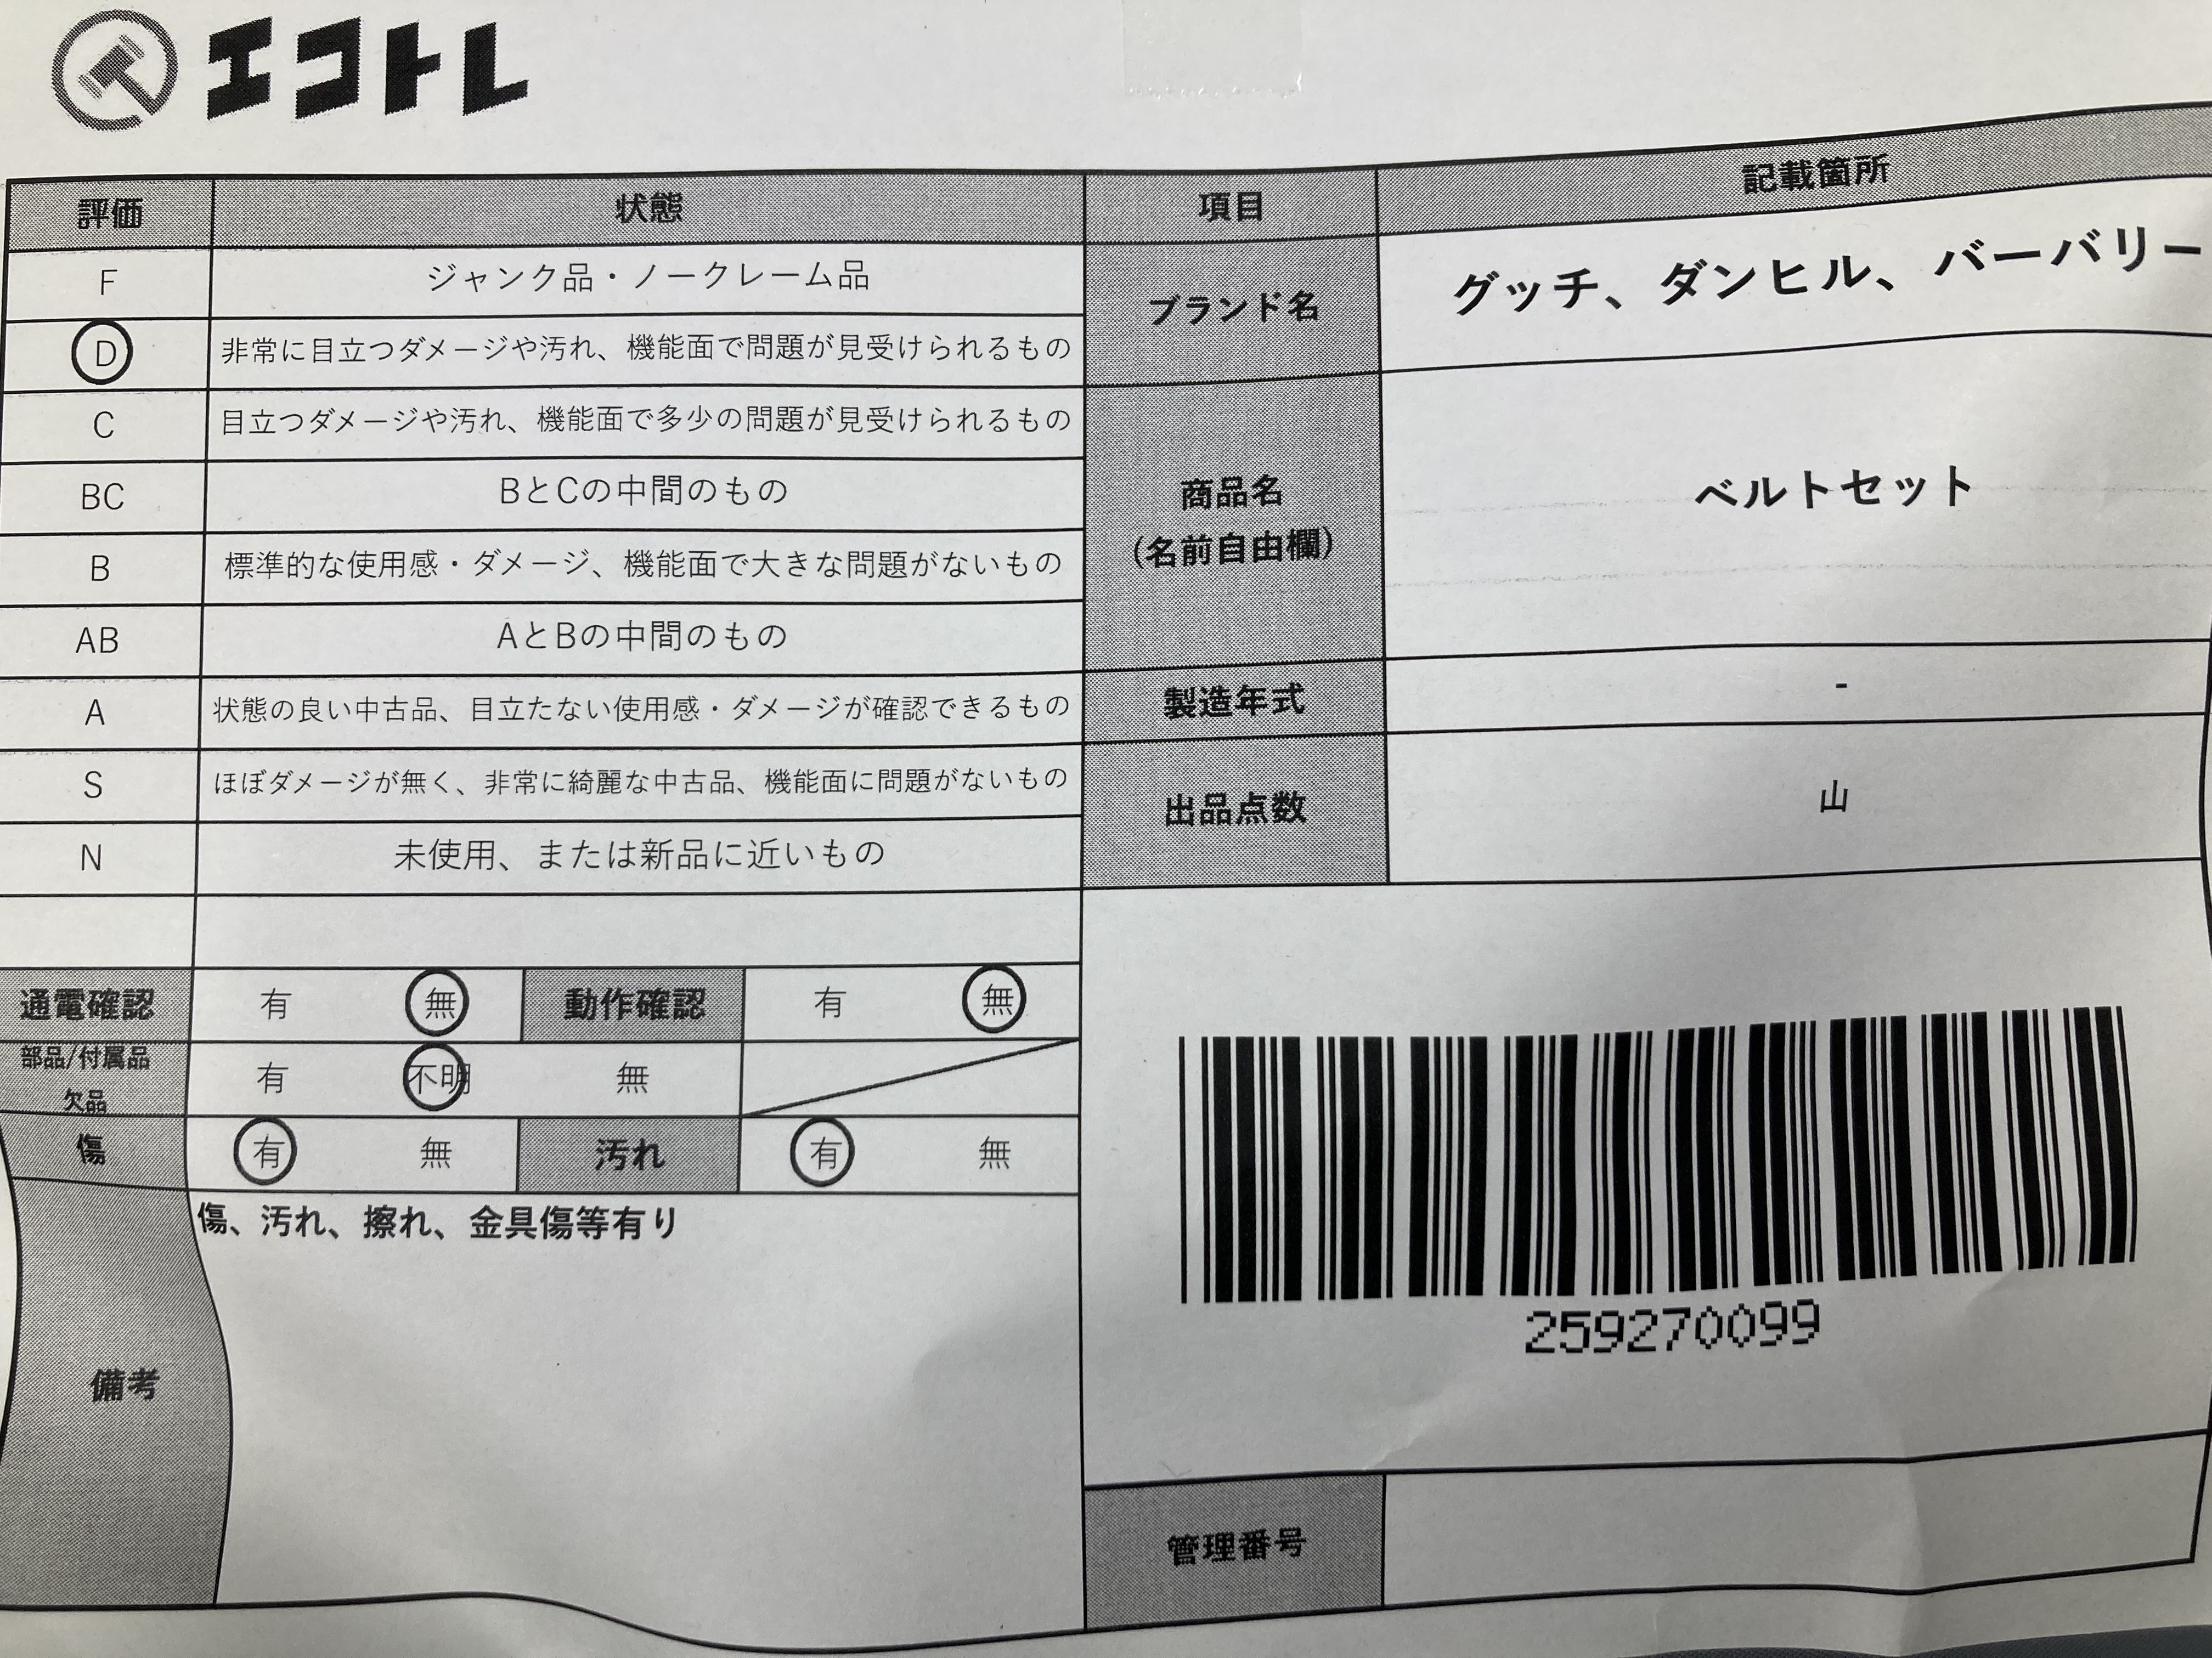 エコトレ
評価 状態 項目 記載箇所
F ジャンク品・ノークレーム品
D 非常に目立つダメージや汚れ、機能面で問題が見受けられるもの
C 目立つダメージや汚れ、機能面で多少の問題が見受けられるもの
BC BとCの中間のもの
B 標準的な使用感・ダメージ、機能面で大きな問題がないもの
AB AとBの中間のもの
A 状態の良い中古品、目立たない使用感・ダメージが確認できるもの
S ほぼダメージが無く、非常に綺麗な中古品、機能面に問題がないもの
N 未使用、または新品に近いもの
ブランド名 グッチ、ダンヒル、バーバリー
商品名
(名前自由欄)
ベルトセット
製造年式 -
出品点数 山
通電確認 有 無 動作確認 有 無
部品/付属品
欠品
有 不明 無
傷 有 無 汚れ 有 無
備考
傷、汚れ、擦れ、金具傷等有り
259270099
管理番号